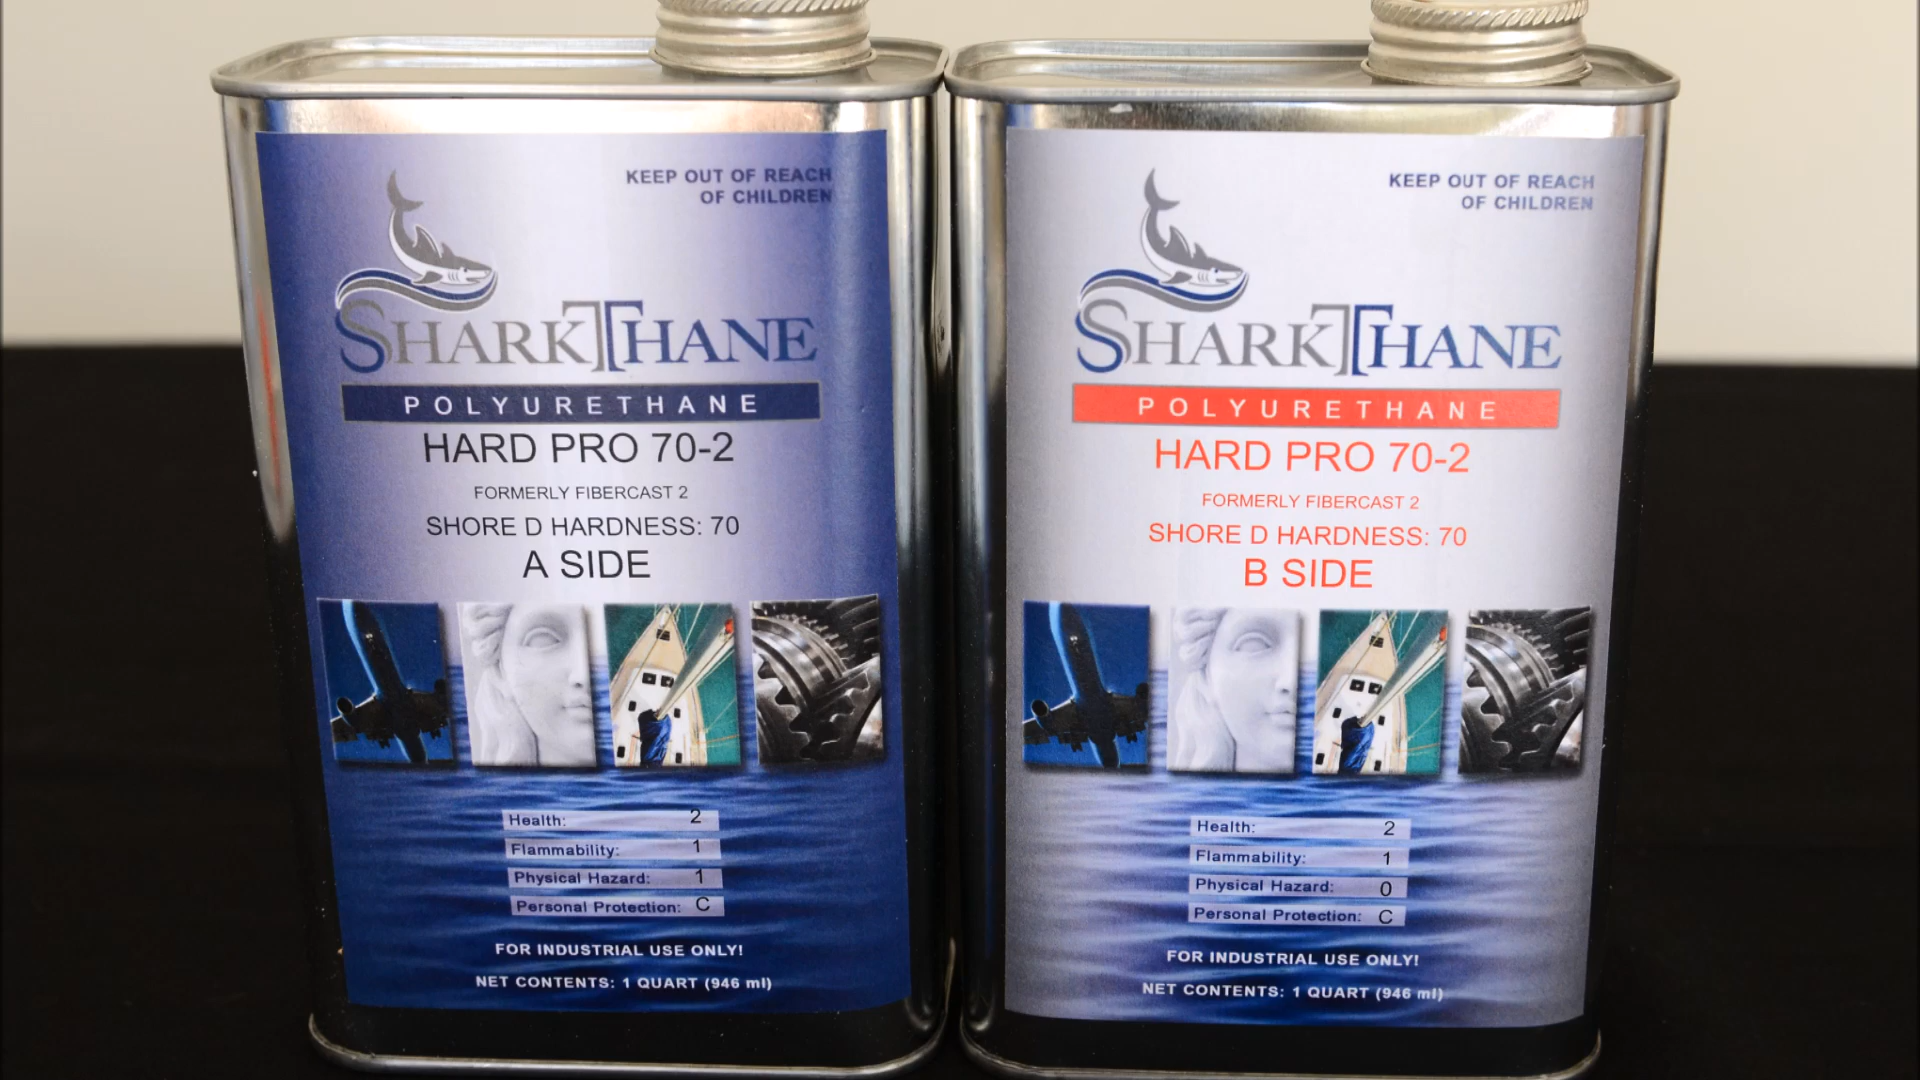 KEEP OUT OF REACH
OF CHILDREN
SHARKTHANE
POLYURETHANE
HARD PRO 70-2
FORMERLY FIBERCAST 2
SHORE D HARDNESS: 70
A SIDE
Health: 2
Flammability: 1
Physical Hazard: 1
Personal Protection: C
FOR INDUSTRIAL USE ONLY!
NET CONTENTS: 1 QUART (946 ml)
KEEP OUT OF REACH
OF CHILDREN
SHARKTHANE
POLYURETHANE
HARD PRO 70-2
FORMERLY FIBERCAST 2
SHORE D HARDNESS: 70
B SIDE
Health: 2
Flammability: 1
Physical Hazard: 0
Personal Protection: C
FOR INDUSTRIAL USE ONLY!
NET CONTENTS: 1 QUART (946 ml)